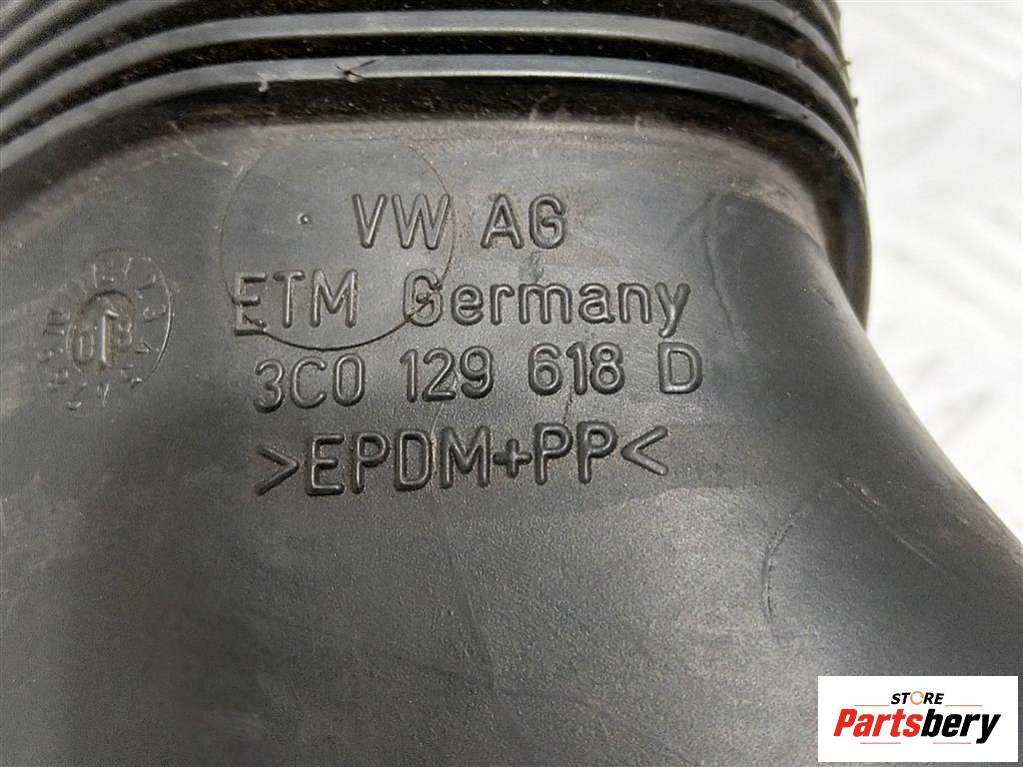 VW AG
ETM Germany
3C0 129 618 D
>EPDM+PP<
STORE
Partsbery